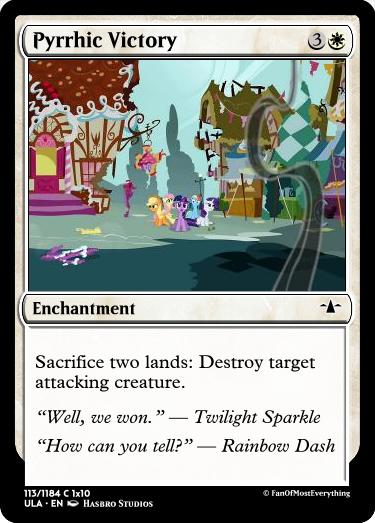 Pyrrhic Victory 3
Enchantment
Sacrifice two lands: Destroy target
attacking creature.
“Well, we won.” — Twilight Sparkle
“How can you tell?” — Rainbow Dash
113/1184 C 1x10
ULA • EN Hasbro Studios
© FanOfMostEverything